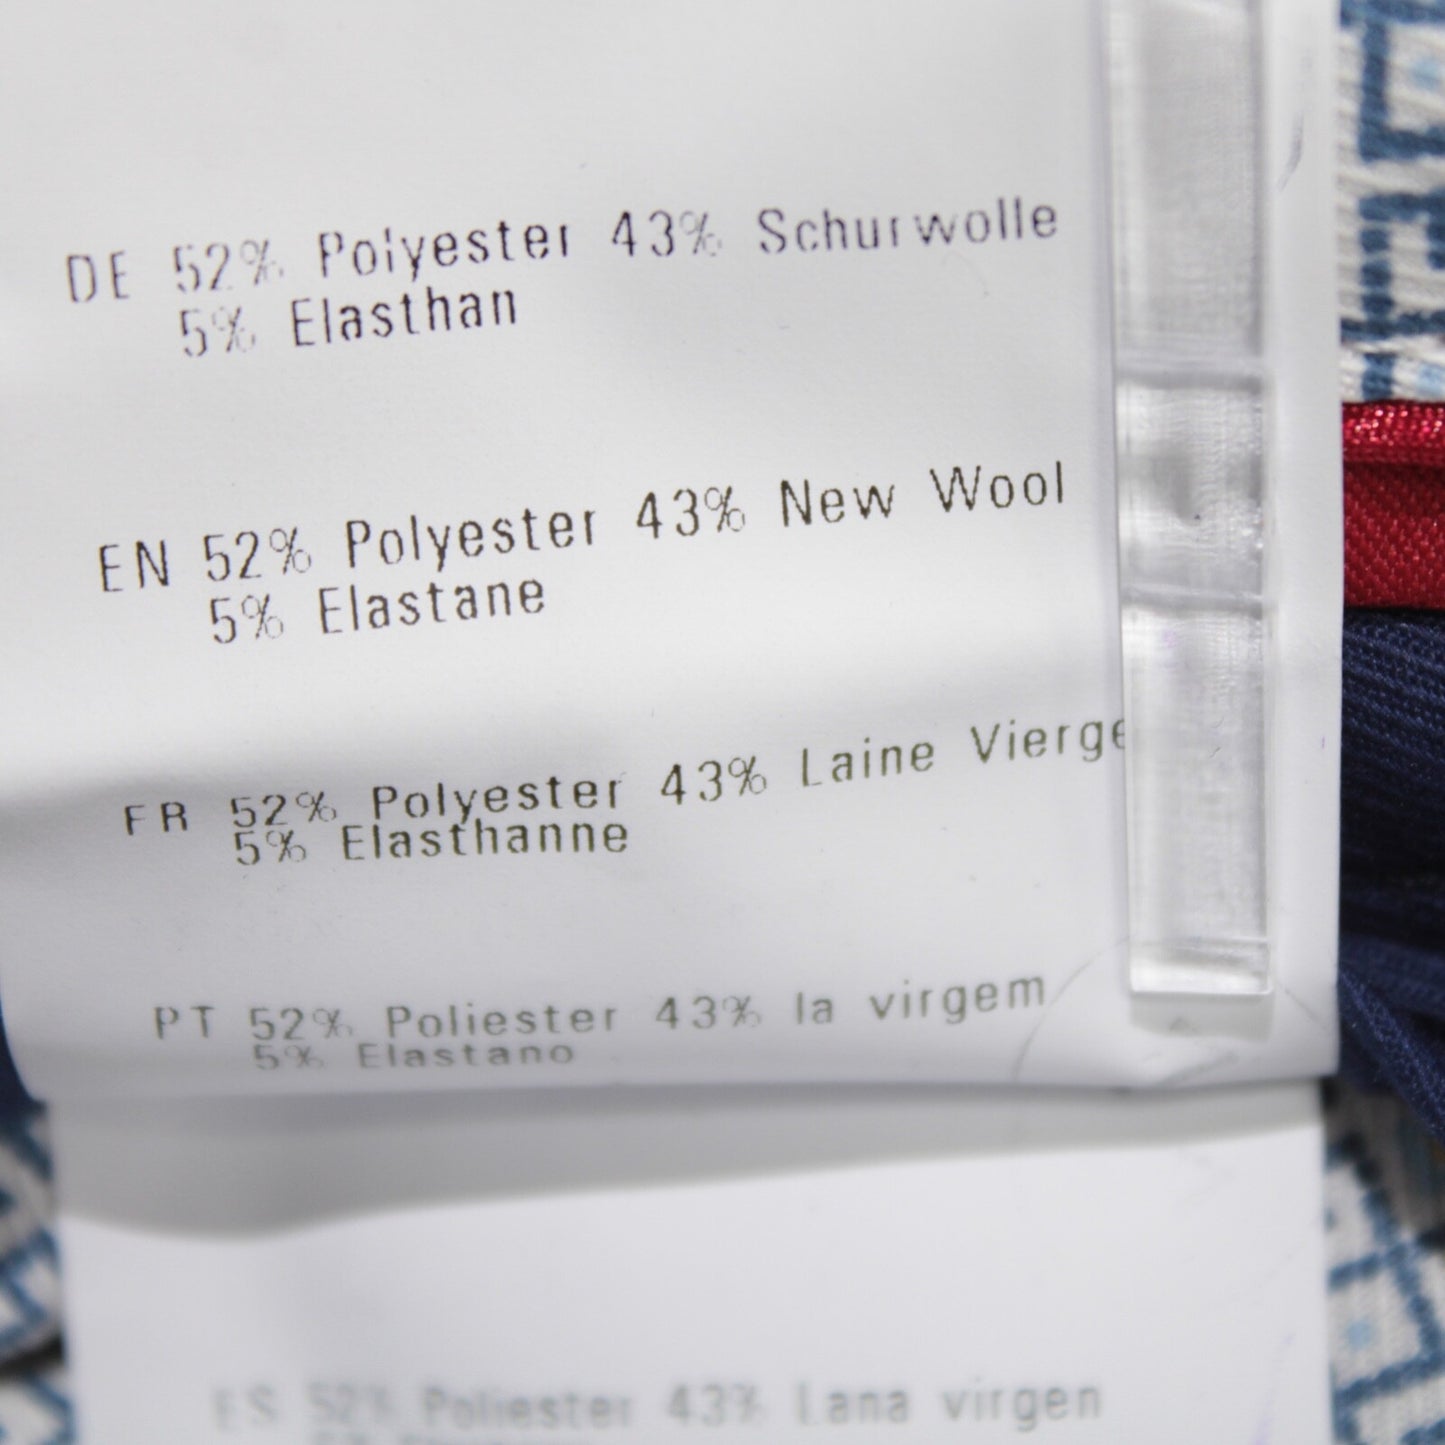 DE 52% Polyester 43% Schurwolle
5% Elasthan
EN 52% Polyester 43% New Wool
5% Elastane
FR 52% Polyester 43% Laine Vierge
5% Elasthanne
PT 52% Poliester 43% la virgem
5% Elastano
ES 52% Poliester 43% Lana virgen